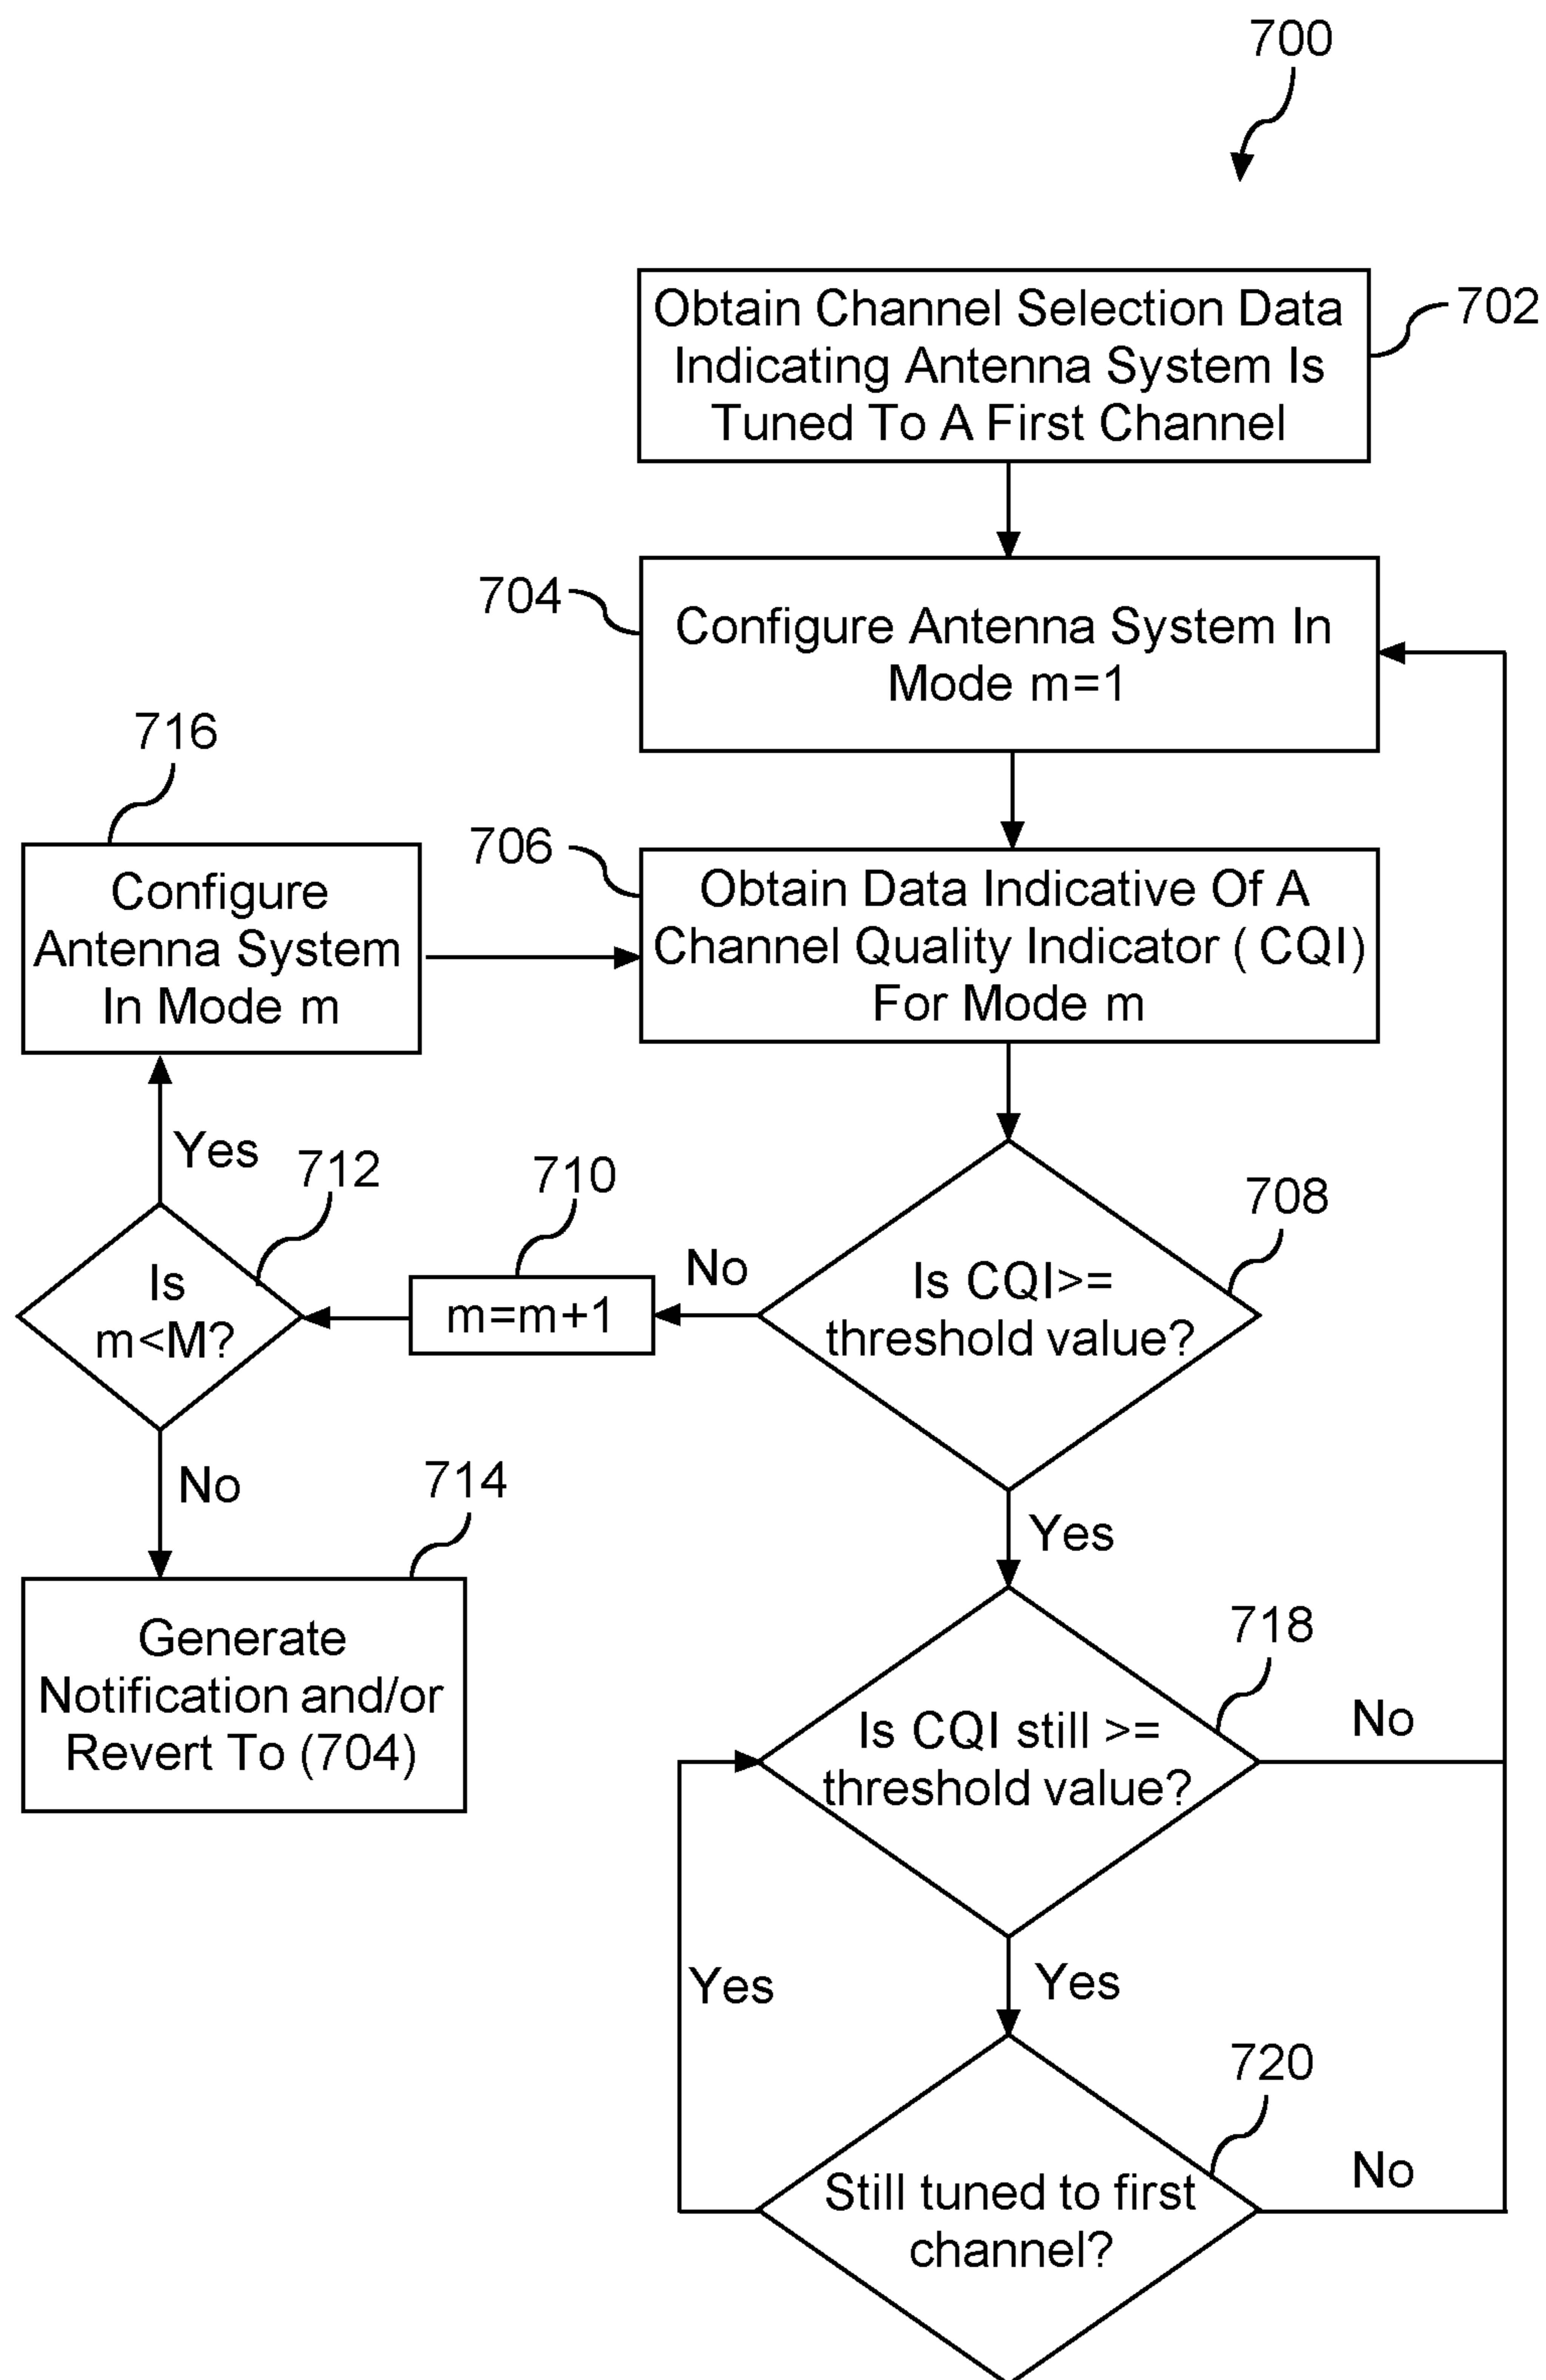 700
Obtain Channel Selection Data
Indicating Antenna System Is
Tuned To A First Channel
702
704
Configure Antenna System In
Mode m=1
716
Configure
Antenna System
In Mode m
706
Obtain Data Indicative Of A
Channel Quality Indicator ( CQI)
For Mode m
Yes
712
710
708
Is
m<M?
m=m+1
No
Is CQI>=
threshold value?
No
714
Yes
Generate
Notification and/or
Revert To (704)
718
Is CQI still >=
threshold value?
No
Yes
Yes
720
Still tuned to first
channel?
No